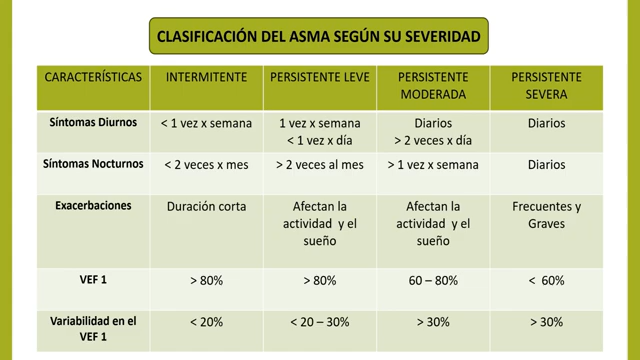 CLASIFICACIÓN DEL ASMA SEGÚN SU SEVERIDAD
CARACTERÍSTICAS INTERMITENTE PERSISTENTE LEVE PERSISTENTE MODERADA PERSISTENTE SEVERA
Síntomas Diurnos < 1 vez x semana 1 vez x semana < 1 vez x día Diarios > 2 veces x día Diarios
Síntomas Nocturnos < 2 veces x mes > 2 veces al mes > 1 vez x semana Diarios
Exacerbaciones Duración corta Afectan la actividad y el sueño Afectan la actividad y el sueño Frecuentes y Graves
VEF 1 > 80% > 80% 60 – 80% < 60%
Variabilidad en el VEF 1 < 20% < 20 – 30% > 30% > 30%